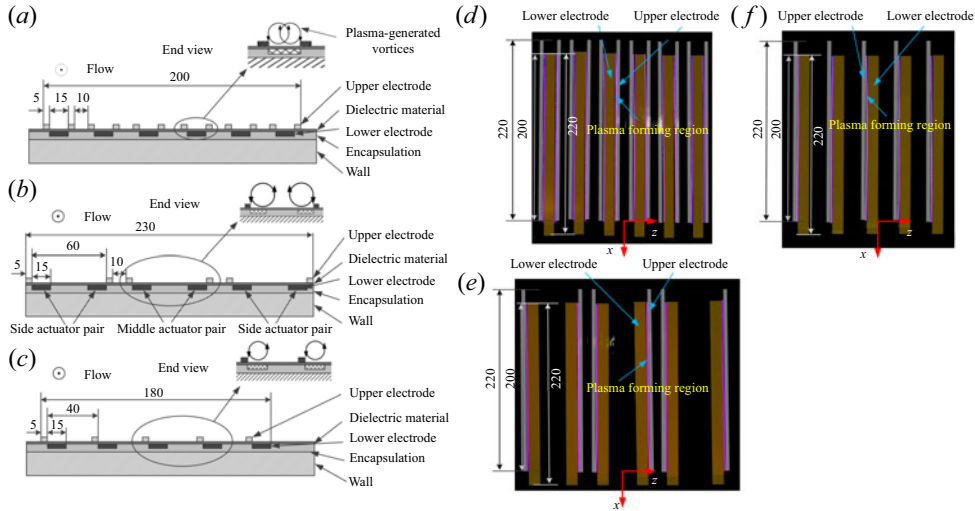 (a)
End view
Plasma-generated
vortices
Flow
200
5
15
10
Upper electrode
Dielectric material
Lower electrode
Encapsulation
Wall
(b)
End view
Flow
230
60
5
15
10
Upper electrode
Dielectric material
Lower electrode
Encapsulation
Wall
Side actuator pair
Middle actuator pair
Side actuator pair
(c)
End view
Flow
180
40
5
15
Upper electrode
Dielectric material
Lower electrode
Encapsulation
Wall
(d)
Lower electrode
Upper electrode
220
200
220
Plasma forming region
x
z
(e)
Lower electrode
Upper electrode
220
200
220
Plasma forming region
x
z
(f)
Upper electrode
Lower electrode
220
200
220
Plasma forming region
x
z